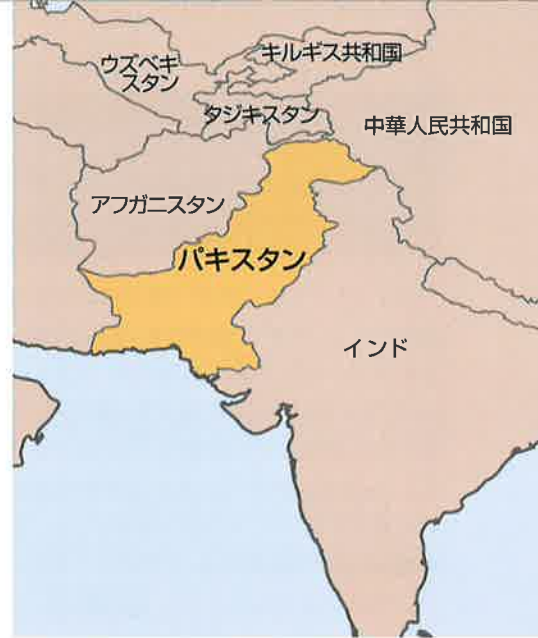 ウズベキ
スタン
キルギス共和国
タジキスタン
中華人民共和国
アフガニスタン
パキスタン
インド